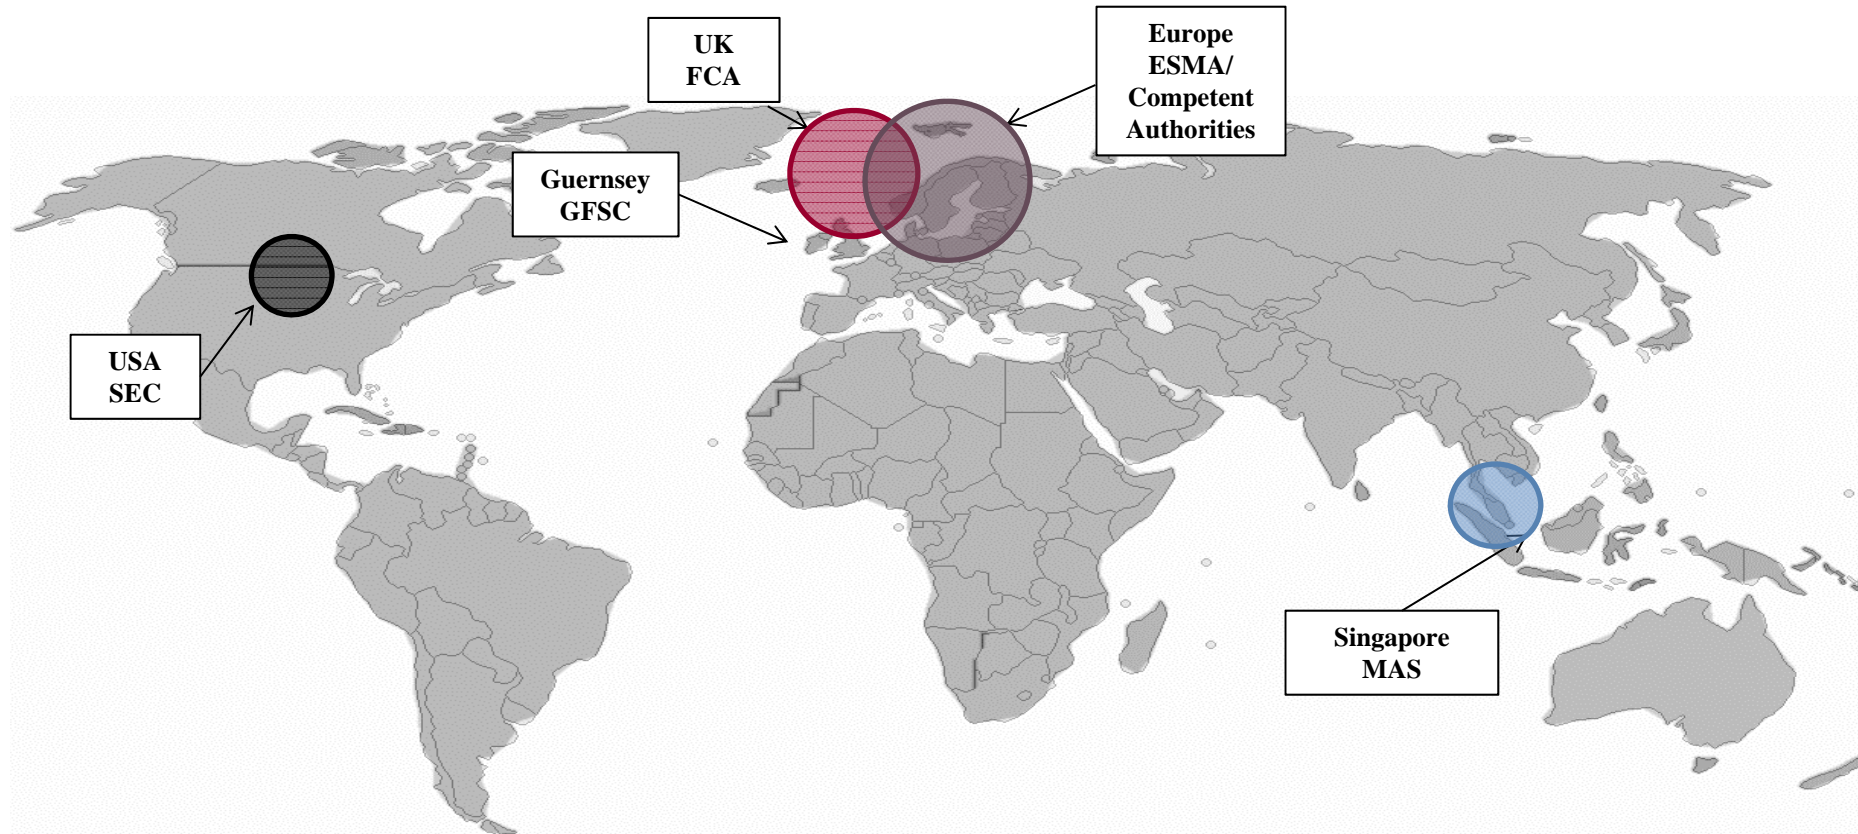 UK
FCA
Europe
ESMA/
Competent
Authorities
Guernsey
GFSC
USA
SEC
Singapore
MAS